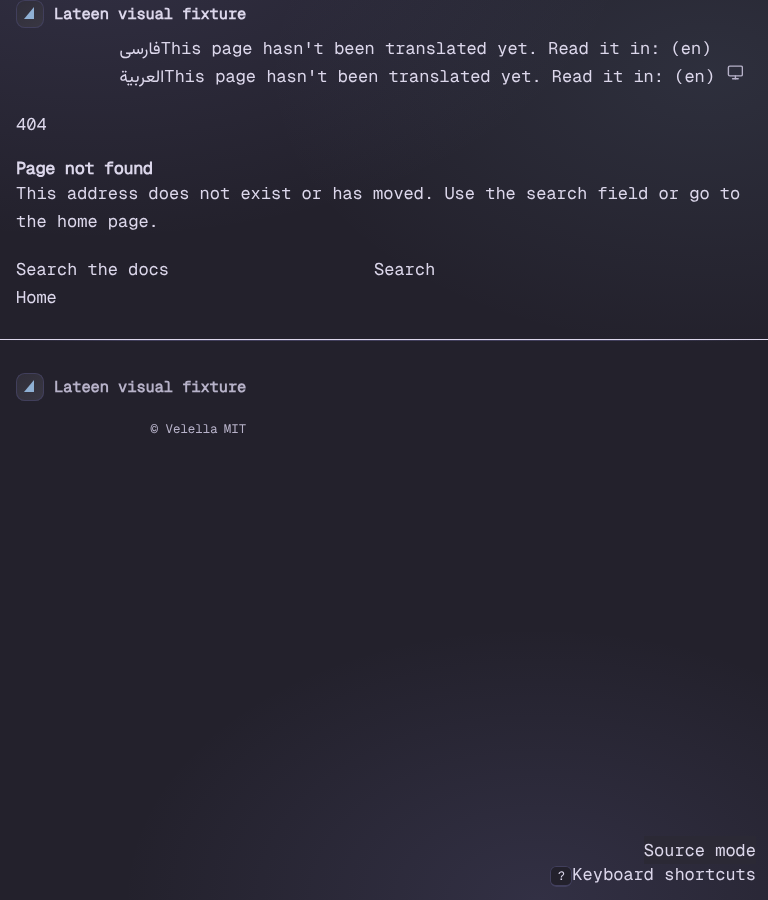 Lateen visual fixture
فارسیThis page hasn't been translated yet. Read it in: (en)
العربيةThis page hasn't been translated yet. Read it in: (en)
404
Page not found
This address does not exist or has moved. Use the search field or go to
the home page.
Search the docs Search
Home
Lateen visual fixture
© Velella MIT
Source mode
? Keyboard shortcuts